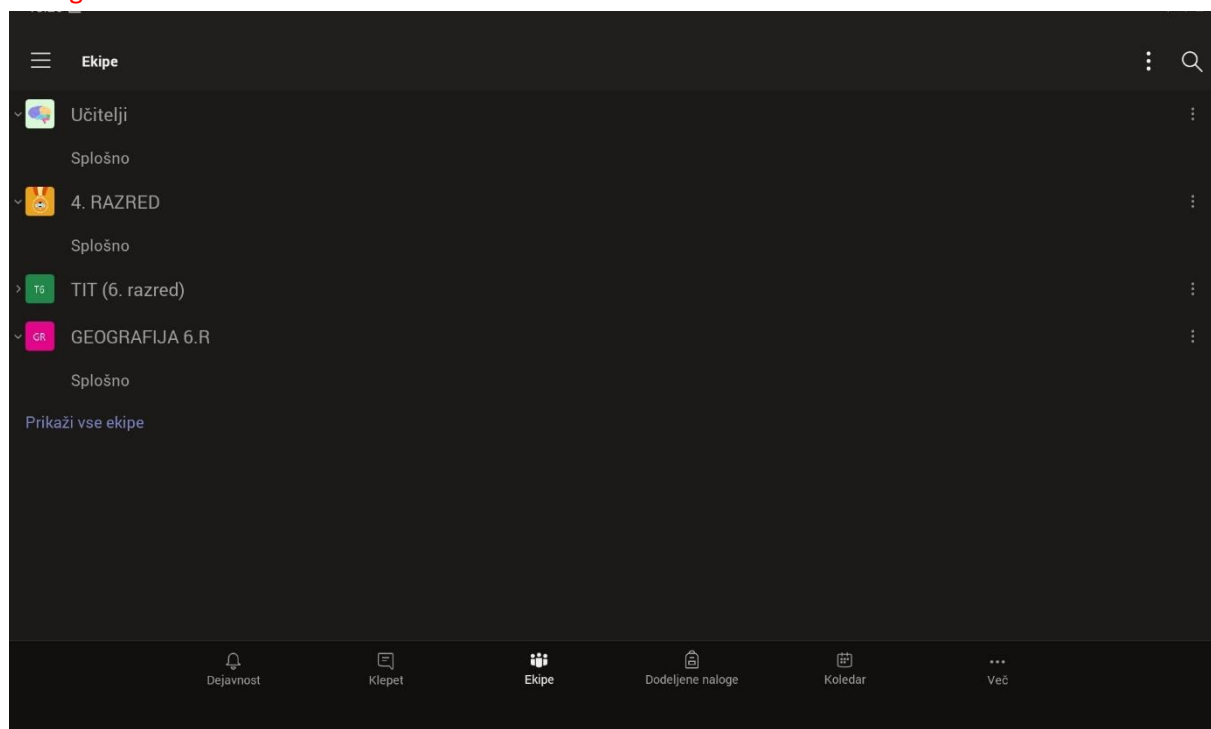 Ekipe
Učitelji
Splošno
4. RAZRED
Splošno
T6 TIT (6. razred)
GR GEOGRAFIJA 6.R
Splošno
Prikaži vse ekipe
Dejavnost Klepet Ekipe Dodeljene naloge Koledar Več